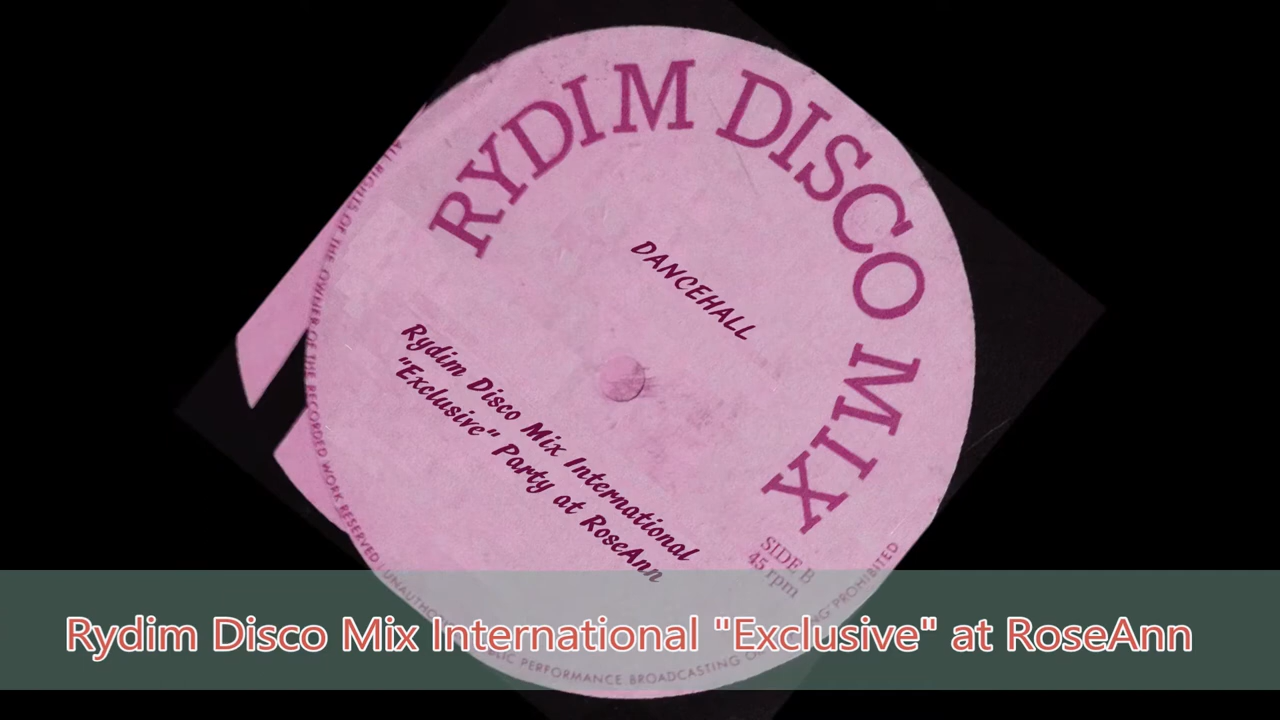 RYDIM DISCO MIX
DANCEHALL
Rydim Disco Mix International
"Exclusive" Party at RoseAnn
SIDE B
45 rpm
ALL RIGHTS OF THE OWNER OF THE RECORDED WORK RESERVED
PERFORMANCE BROADCASTING
PROHIBITED
Rydim Disco Mix International "Exclusive" at RoseAnn